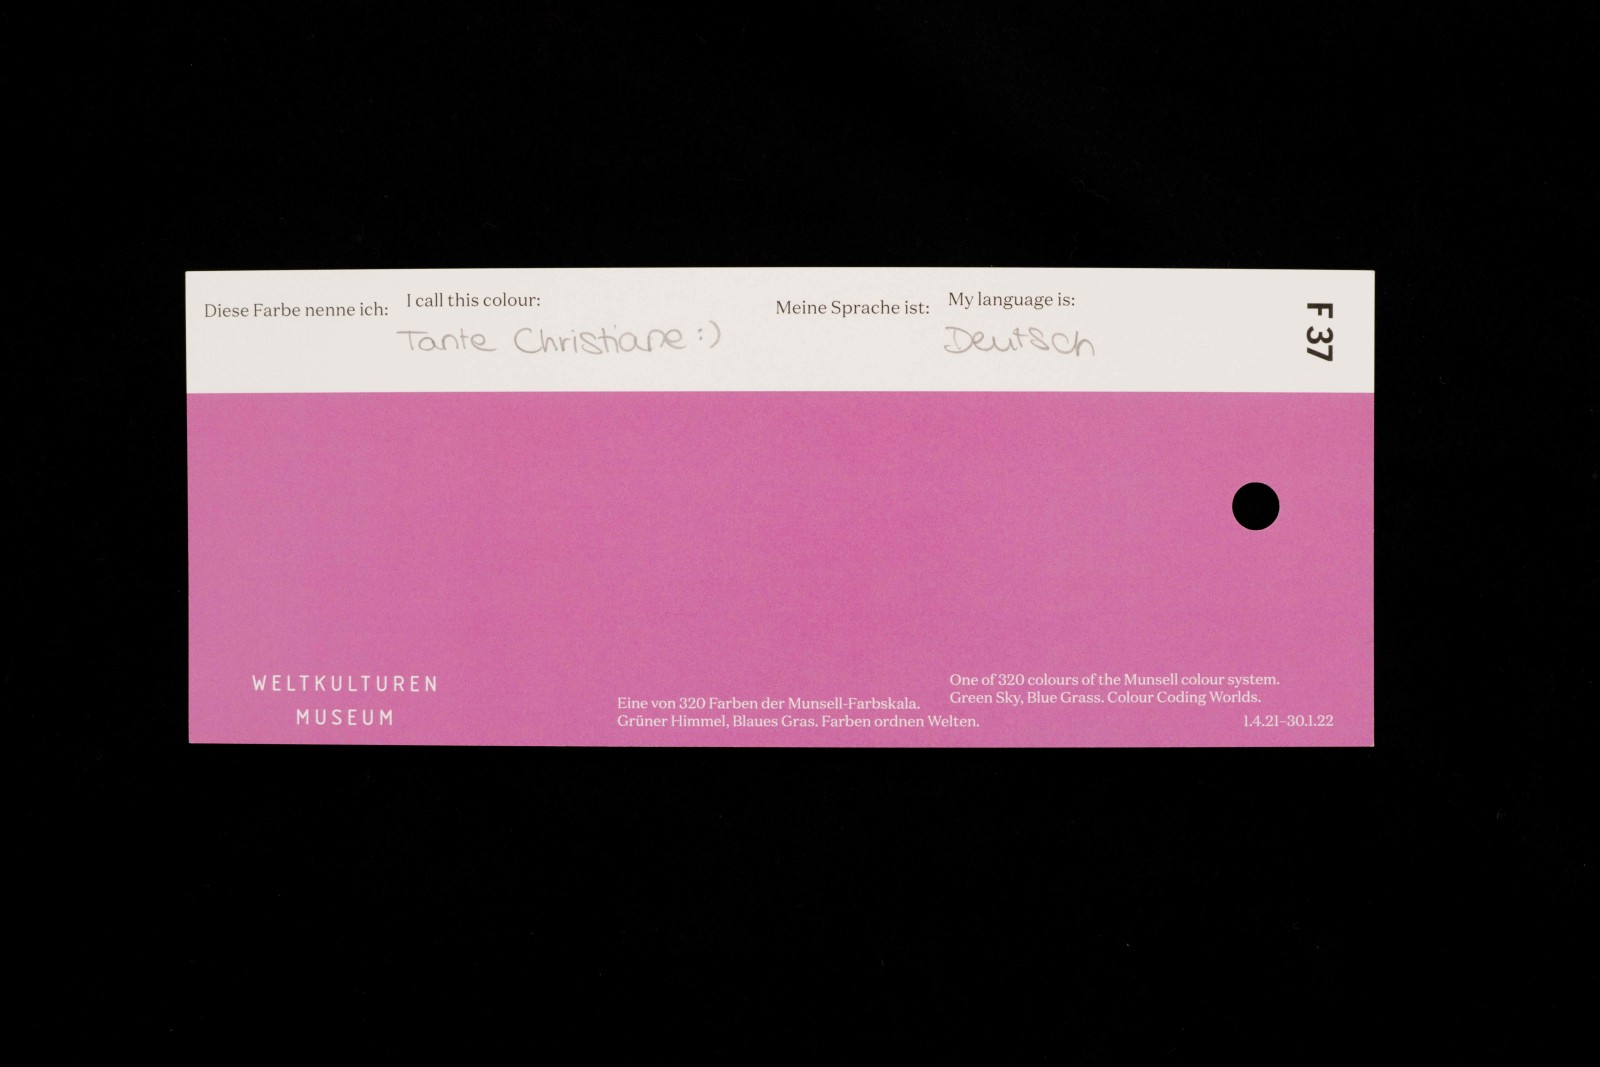 Diese Farbe nenne ich:
I call this colour:
Tante Christiane :)
Meine Sprache ist:
My language is:
Deutsch
F 37
WELTKULTUREN
MUSEUM
Eine von 320 Farben der Munsell-Farbskala.
Grüner Himmel, Blaues Gras. Farben ordnen Welten.
One of 320 colours of the Munsell colour system.
Green Sky, Blue Grass. Colour Coding Worlds.
1.4.21–30.1.22